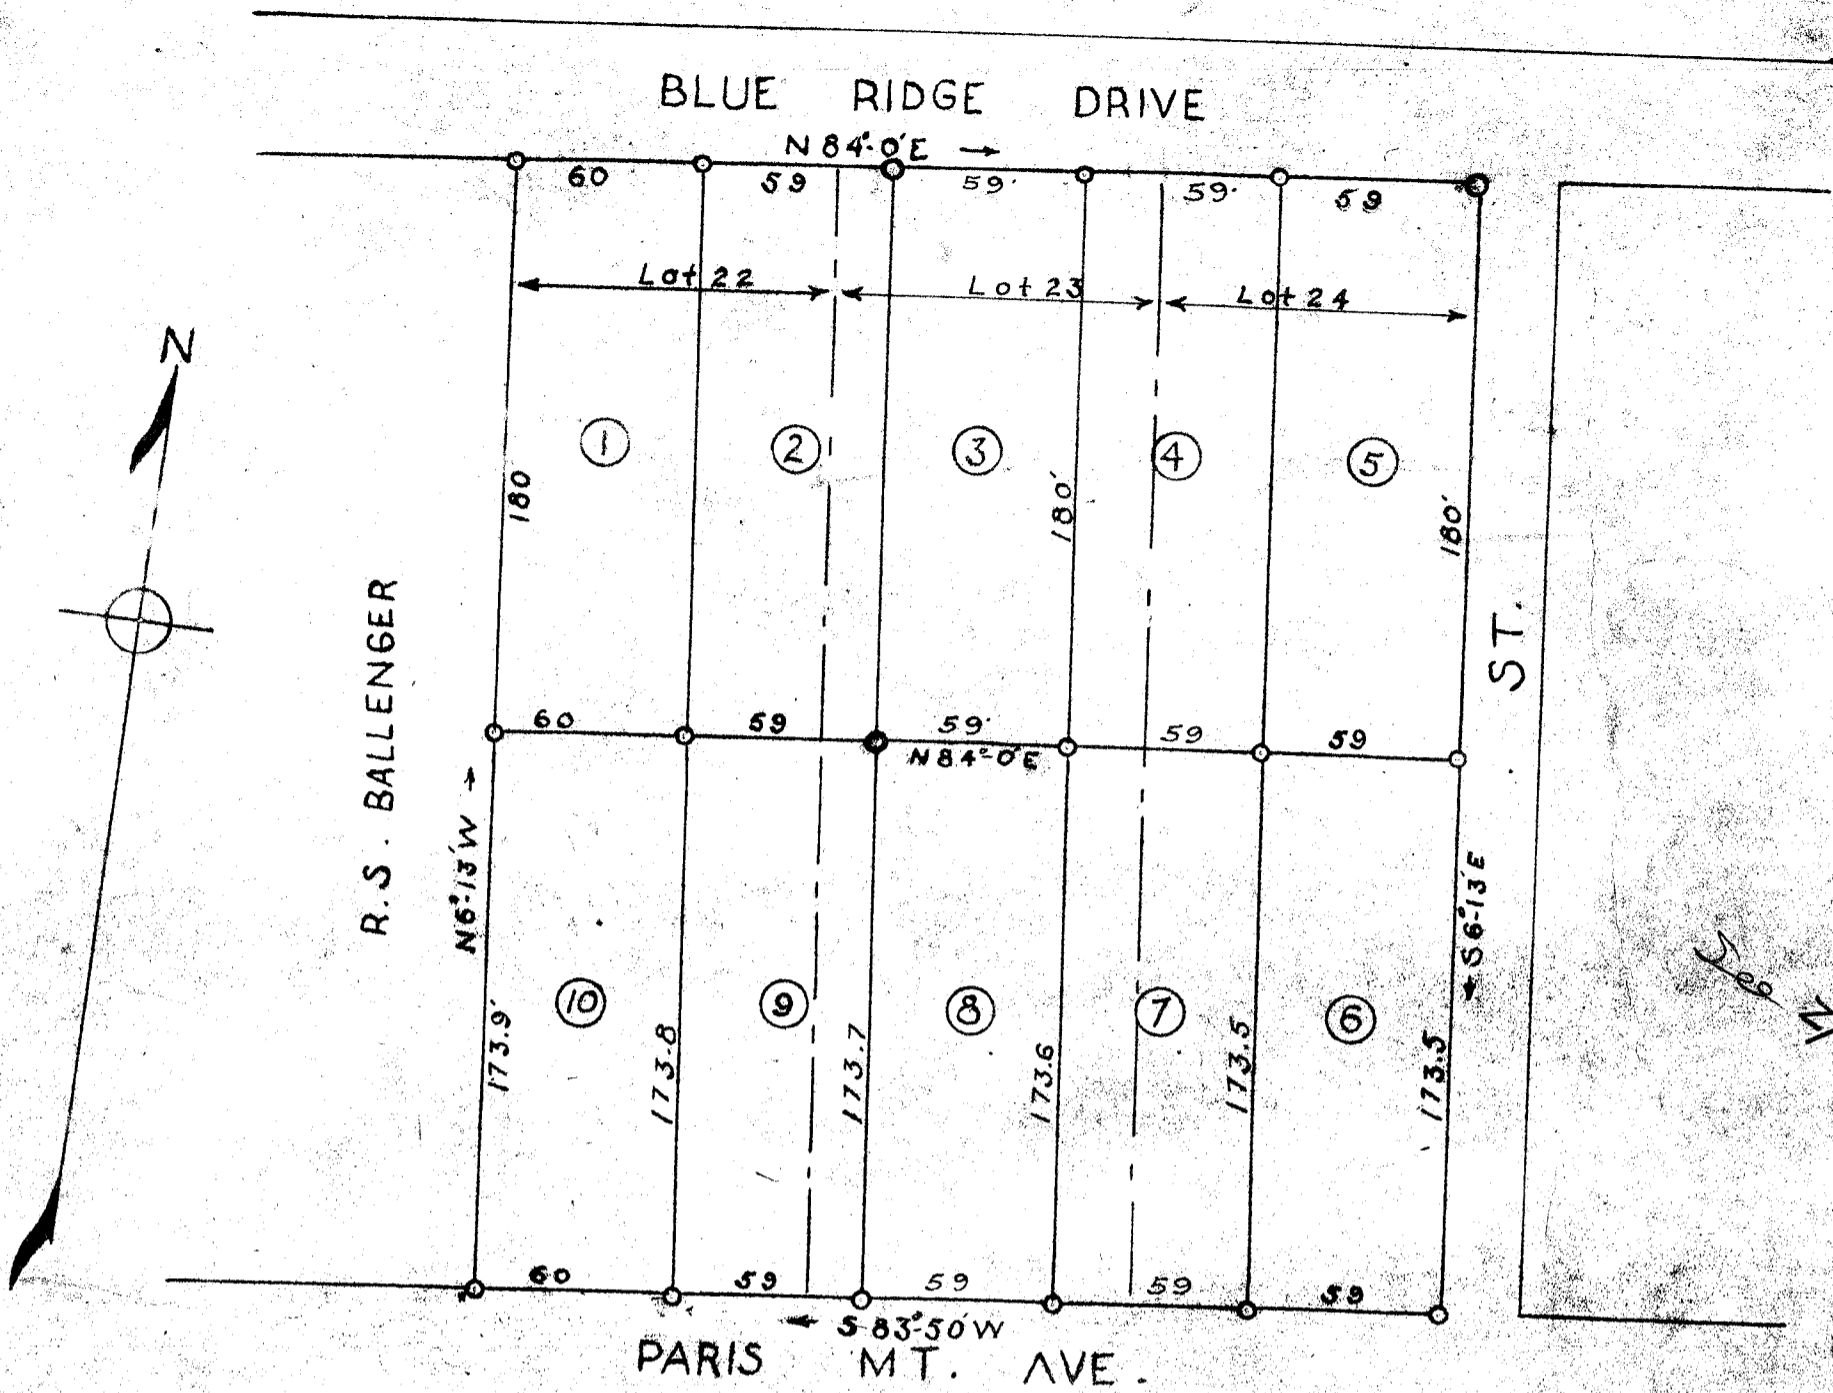 BLUE RIDGE DRIVE
N 84°-0'E
60 59 59' 59' 59
Lot 22 Lot 23 Lot 24
N
1 2 3 4 5
180 180' 180'
R.S. BALLENGER
ST.
60 59 59' 59 59
N 84°-0'E
N6°-13'W
S6°-13'E
10 9 8 7 6
173.9' 173.8 173.7 173.6 173.5 173.5
60 59 59 59 59
S 83°-50'W
PARIS MT. AVE.